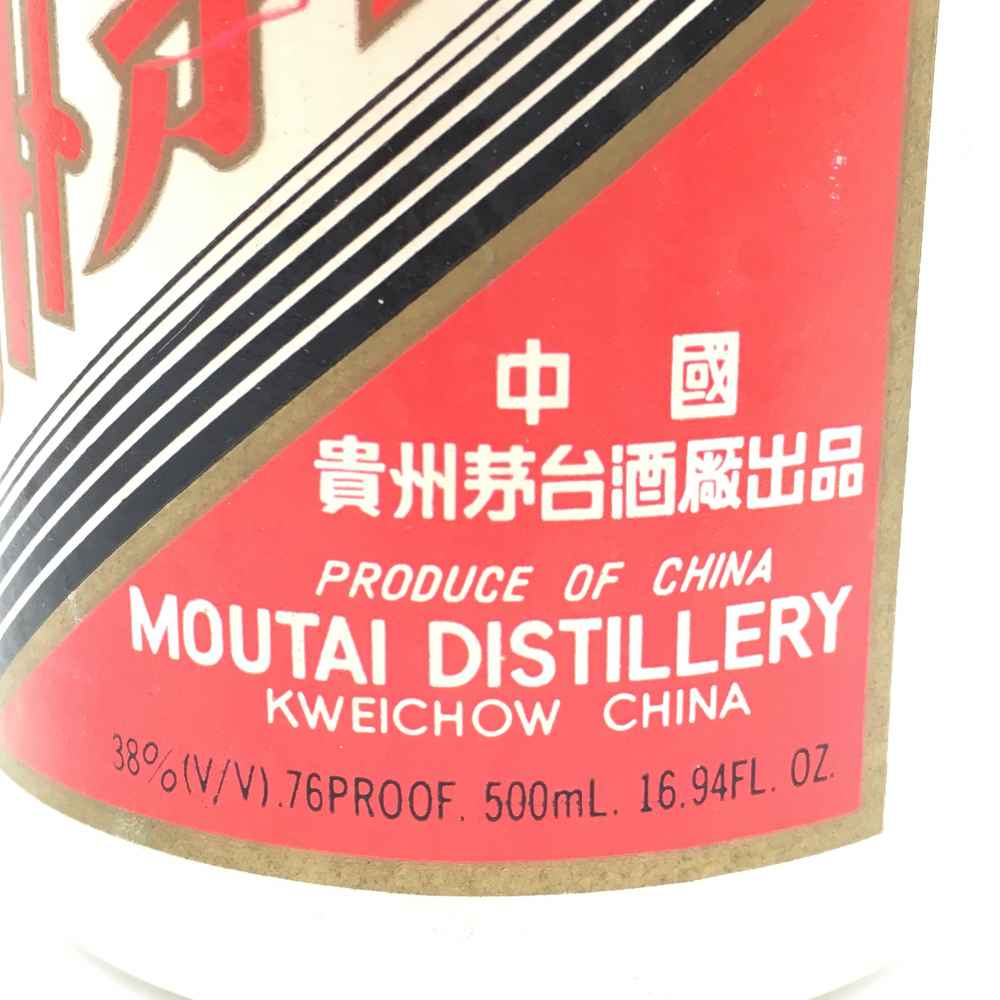 中國
貴州茅台酒廠出品
PRODUCE OF CHINA
MOUTAI DISTILLERY
KWEICHOW CHINA
38%(V/V).76PROOF. 500mL. 16.94FL. OZ.